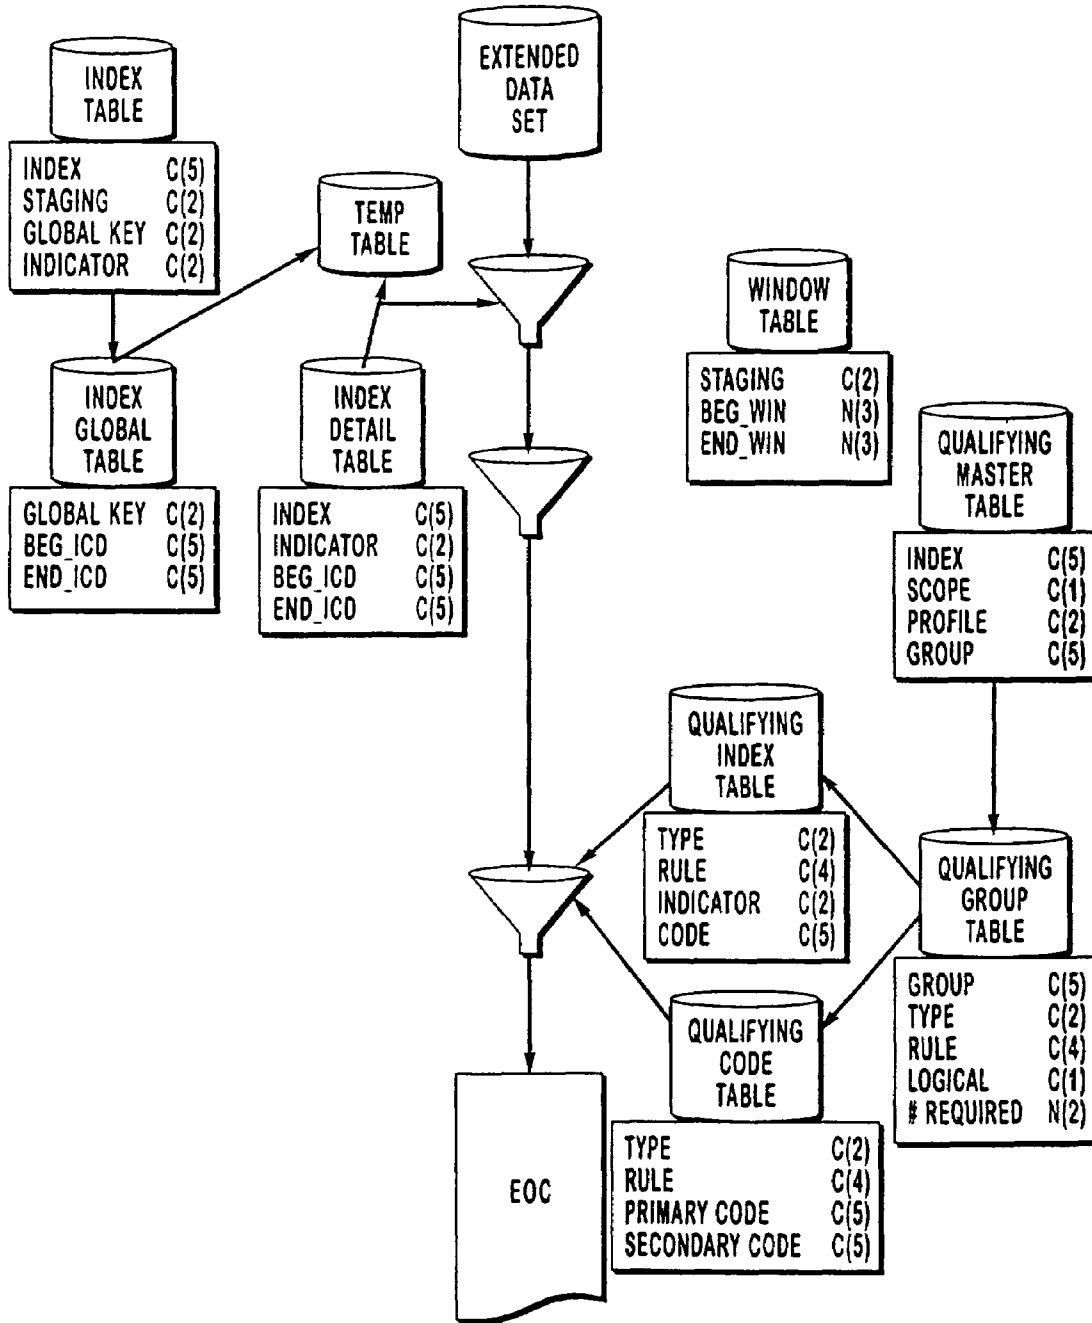 EXTENDED
DATA
SET
INDEX
TABLE
INDEX C(5)
STAGING C(2)
GLOBAL KEY C(2)
INDICATOR C(2)
TEMP
TABLE
WINDOW
TABLE
STAGING C(2)
BEG_WIN N(3)
END_WIN N(3)
INDEX
GLOBAL
TABLE
GLOBAL KEY C(2)
BEG_ICD C(5)
END_ICD C(5)
INDEX
DETAIL
TABLE
INDEX C(5)
INDICATOR C(2)
BEG_ICD C(5)
END_ICD C(5)
QUALIFYING
MASTER
TABLE
INDEX C(5)
SCOPE C(1)
PROFILE C(2)
GROUP C(5)
QUALIFYING
INDEX
TABLE
TYPE C(2)
RULE C(4)
INDICATOR C(2)
CODE C(5)
QUALIFYING
GROUP
TABLE
GROUP C(5)
TYPE C(2)
RULE C(4)
LOGICAL C(1)
# REQUIRED N(2)
QUALIFYING
CODE
TABLE
TYPE C(2)
RULE C(4)
PRIMARY CODE C(5)
SECONDARY CODE C(5)
EOC